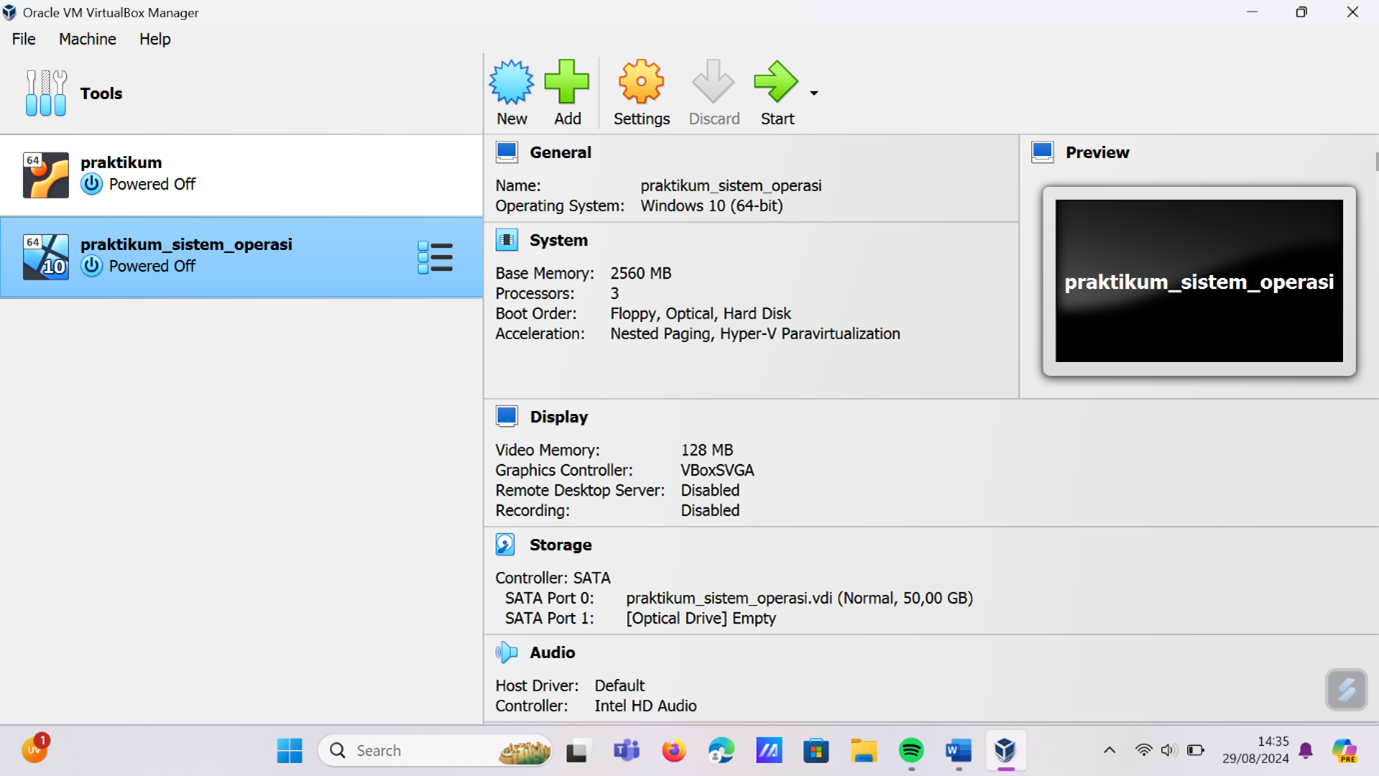 Oracle VM VirtualBox Manager
File Machine Help
Tools
New Add Settings Discard Start
64
praktikum
Powered Off
64
10
praktikum_sistem_operasi
Powered Off
General
Name: praktikum_sistem_operasi
Operating System: Windows 10 (64-bit)
Preview
praktikum_sistem_operasi
System
Base Memory: 2560 MB
Processors: 3
Boot Order: Floppy, Optical, Hard Disk
Acceleration: Nested Paging, Hyper-V Paravirtualization
Display
Video Memory: 128 MB
Graphics Controller: VBoxSVGA
Remote Desktop Server: Disabled
Recording: Disabled
Storage
Controller: SATA
SATA Port 0: praktikum_sistem_operasi.vdi (Normal, 50,00 GB)
SATA Port 1: [Optical Drive] Empty
Audio
Host Driver: Default
Controller: Intel HD Audio
UV 1
Search
14:35
29/08/2024
PRE